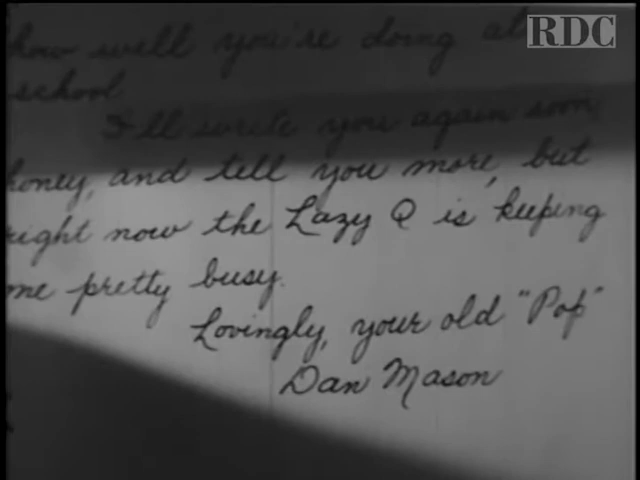 RDC
how well you're doing at
school.
I'll write you again soon,
honey, and tell you more, but
right now the Lazy Q is keeping
me pretty busy.
Lovingly, your old "Pop"
Dan Mason